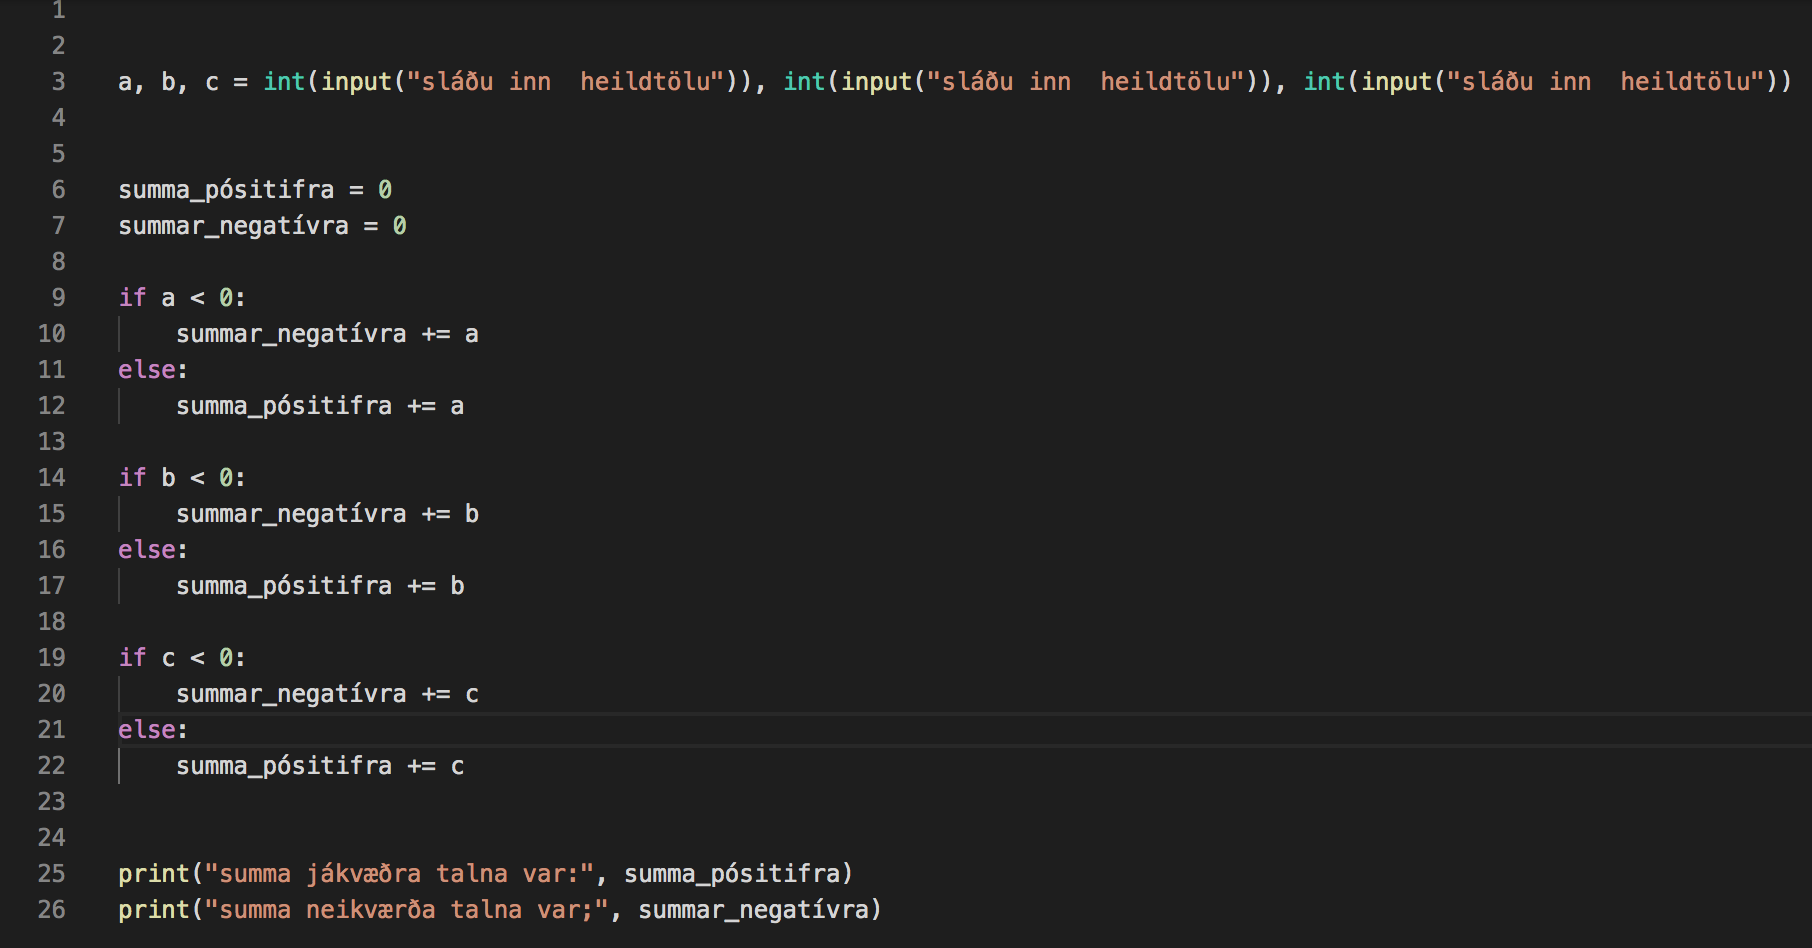 1
2
3 a, b, c = int(input("sláðu inn  heildtölu")), int(input("sláðu inn  heildtölu")), int(input("sláðu inn  heildtölu"))
4
5
6 summa_pósitifra = 0
7 summar_negatívra = 0
8
9 if a < 0:
10     summar_negatívra += a
11 else:
12     summa_pósitifra += a
13
14 if b < 0:
15     summar_negatívra += b
16 else:
17     summa_pósitifra += b
18
19 if c < 0:
20     summar_negatívra += c
21 else:
22     summa_pósitifra += c
23
24
25 print("summa jákvæðra talna var:", summa_pósitifra)
26 print("summa neikværða talna var;", summar_negatívra)